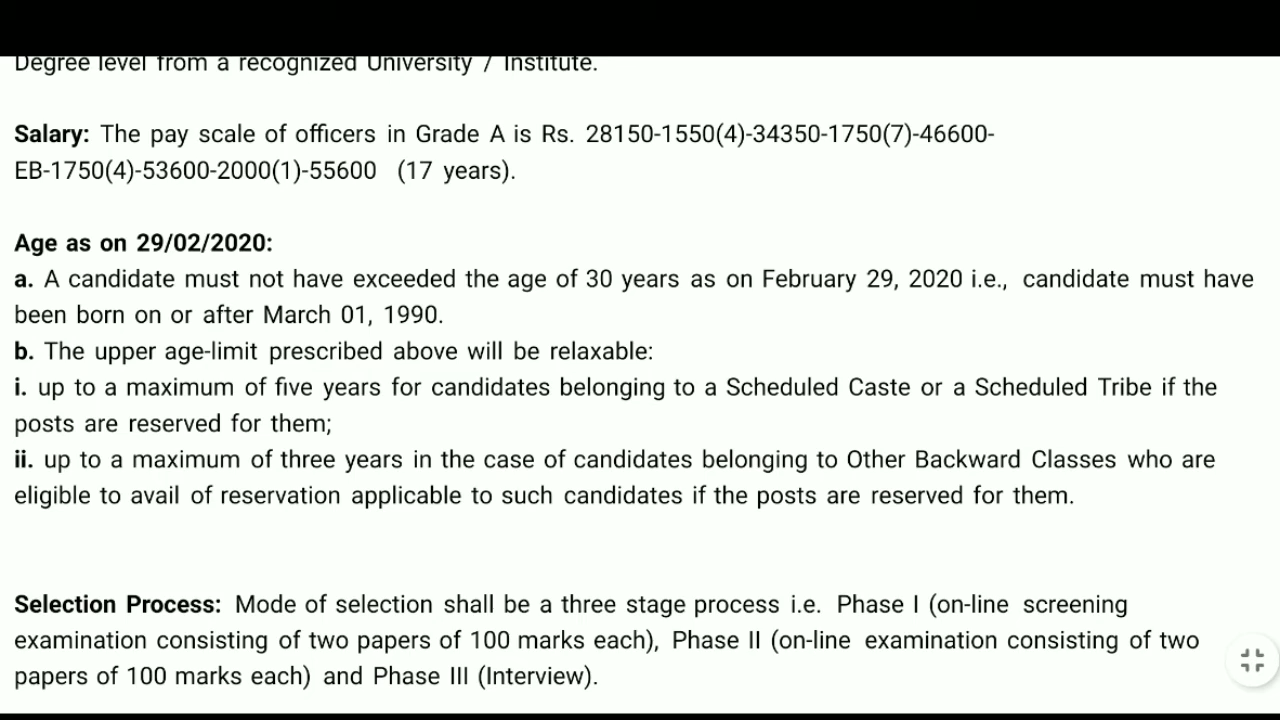 Degree level from a recognized University / Institute.
Salary: The pay scale of officers in Grade A is Rs. 28150-1550(4)-34350-1750(7)-46600-
EB-1750(4)-53600-2000(1)-55600 (17 years).
Age as on 29/02/2020:
a. A candidate must not have exceeded the age of 30 years as on February 29, 2020 i.e., candidate must have
been born on or after March 01, 1990.
b. The upper age-limit prescribed above will be relaxable:
i. up to a maximum of five years for candidates belonging to a Scheduled Caste or a Scheduled Tribe if the
posts are reserved for them;
ii. up to a maximum of three years in the case of candidates belonging to Other Backward Classes who are
eligible to avail of reservation applicable to such candidates if the posts are reserved for them.
Selection Process: Mode of selection shall be a three stage process i.e. Phase I (on-line screening
examination consisting of two papers of 100 marks each), Phase II (on-line examination consisting of two
papers of 100 marks each) and Phase III (Interview).